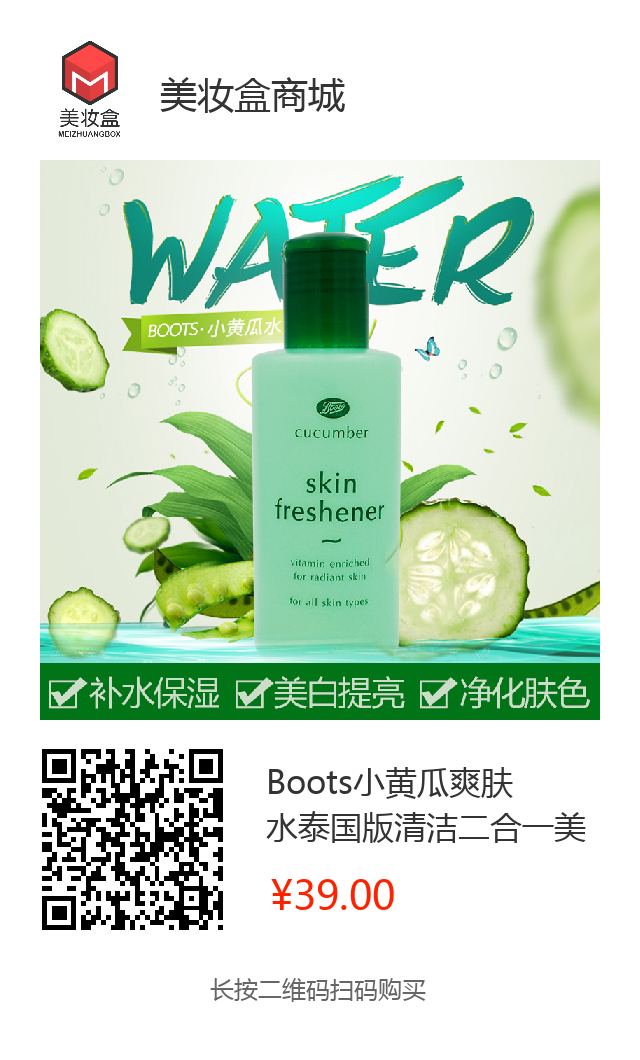 美妆盒
MEIZHUANGBOX
美妆盒商城
WATER
BOOTS·小黄瓜水
Boots
cucumber
skin
freshener
~
vitamin enriched
for radiant skin
for all skin types
补水保湿 美白提亮 净化肤色
Boots小黄瓜爽肤
水泰国版清洁二合一美
¥39.00
长按二维码扫码购买